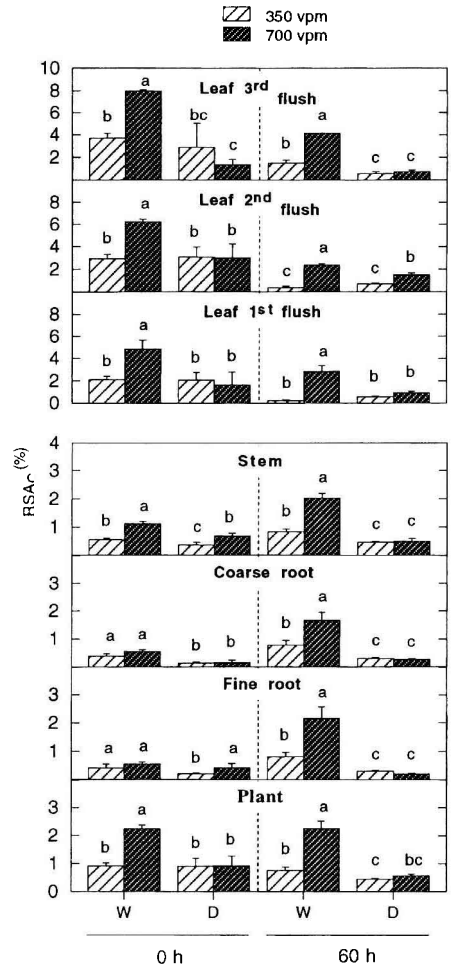 350 vpm
700 vpm
10
8
6
4
2
Leaf 3rd flush
b
a
bc
c
b
a
c
c
8
6
4
2
Leaf 2nd flush
b
a
b
b
c
a
c
b
8
6
4
2
0
Leaf 1st flush
b
a
b
b
b
a
b
b
RSAC (%)
4
3
2
1
Stem
b
a
c
b
b
a
c
c
3
2
1
Coarse root
a
a
b
b
b
a
c
c
3
2
1
Fine root
a
a
b
a
b
a
c
c
3
2
1
0
Plant
b
a
b
b
b
a
c
bc
W
D
W
D
0 h
60 h